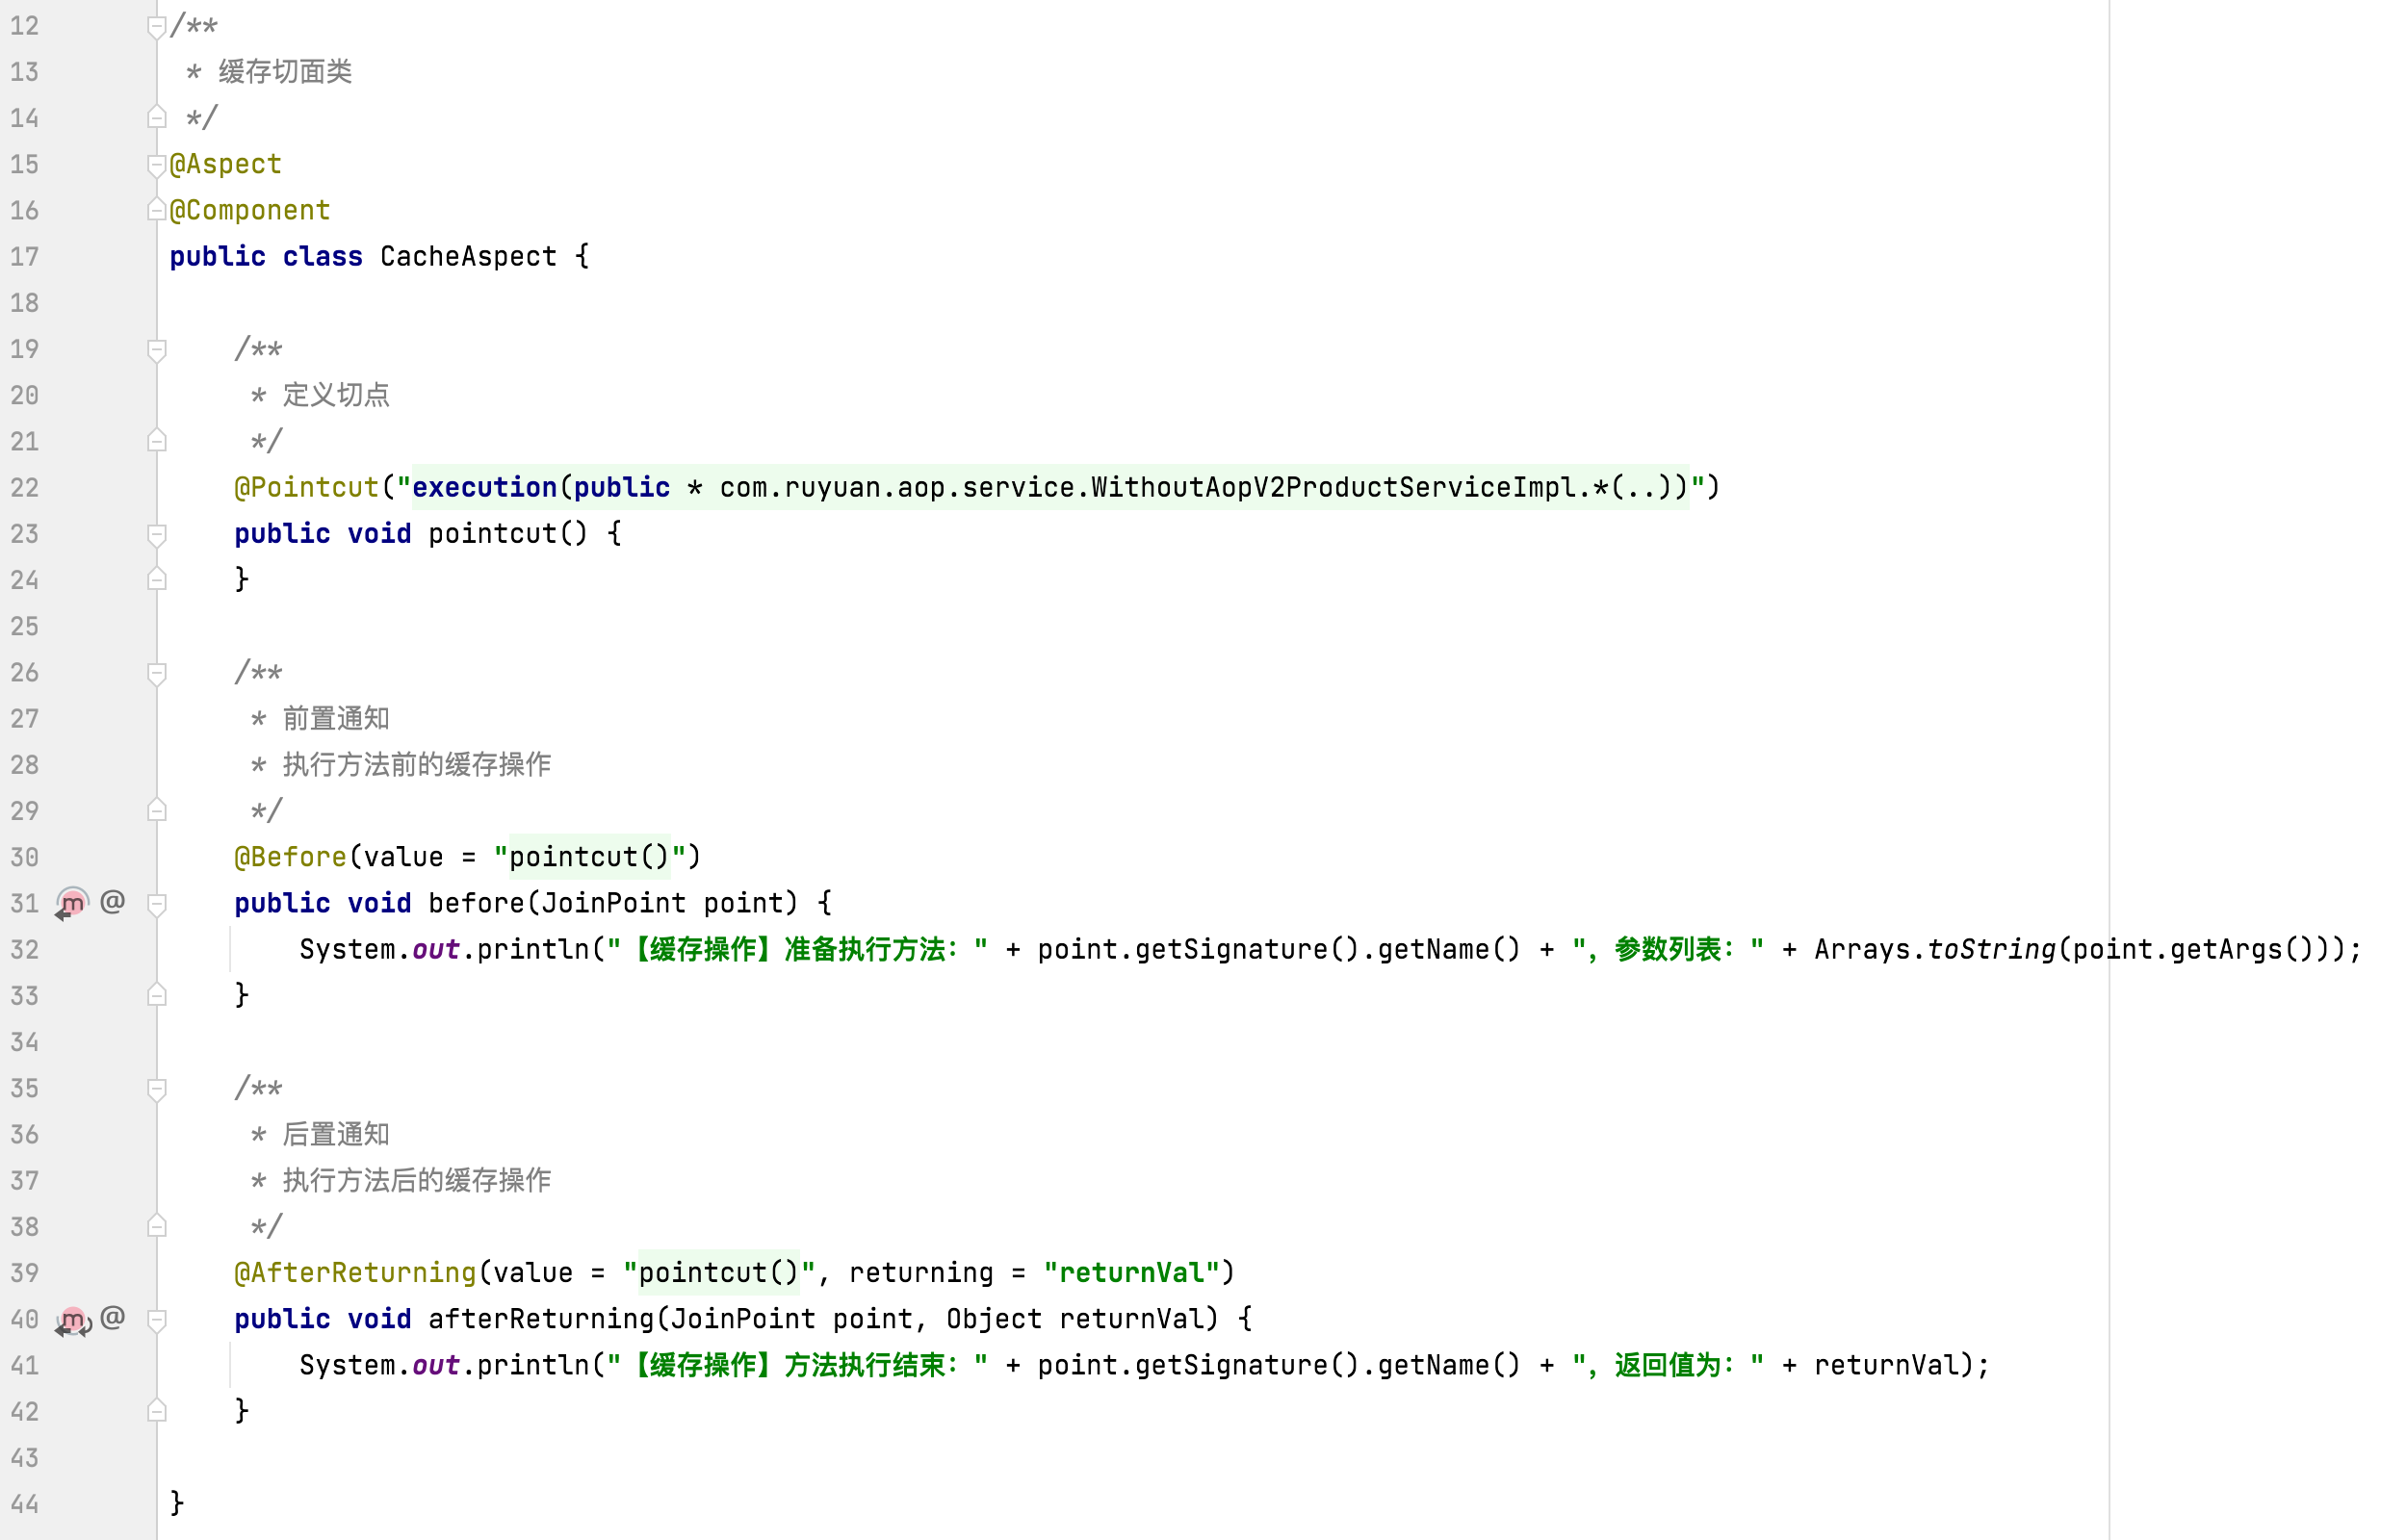 12 /**
13  * 缓存切面类
14  */
15 @Aspect
16 @Component
17 public class CacheAspect {
18
19     /**
20      * 定义切点
21      */
22     @Pointcut("execution(public * com.ruyuan.aop.service.WithoutAopV2ProductServiceImpl.*(..))")
23     public void pointcut() {
24     }
25
26     /**
27      * 前置通知
28      * 执行方法前的缓存操作
29      */
30     @Before(value = "pointcut()")
31 m @    public void before(JoinPoint point) {
32         System.out.println("【缓存操作】准备执行方法：" + point.getSignature().getName() + "，参数列表：" + Arrays.toString(point.getArgs()));
33     }
34
35     /**
36      * 后置通知
37      * 执行方法后的缓存操作
38      */
39     @AfterReturning(value = "pointcut()", returning = "returnVal")
40 m @    public void afterReturning(JoinPoint point, Object returnVal) {
41         System.out.println("【缓存操作】方法执行结束：" + point.getSignature().getName() + "，返回值为：" + returnVal);
42     }
43
44 }